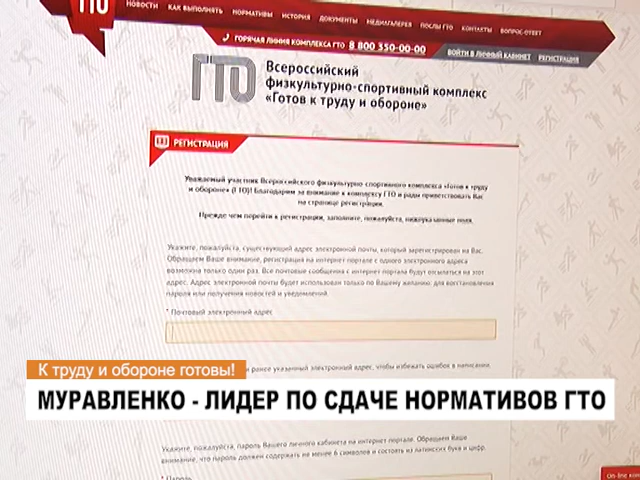 ГТО
НОВОСТИ КАК ВЫПОЛНЯТЬ НОРМАТИВЫ ИСТОРИЯ ДОКУМЕНТЫ МЕДИАГАЛЕРЕЯ ПОСЛЫ ГТО КОНТАКТЫ ВОПРОС-ОТВЕТ
ГОРЯЧАЯ ЛИНИЯ КОМПЛЕКСА ГТО 8 800 350-00-00
ВОЙТИ В ЛИЧНЫЙ КАБИНЕТ РЕГИСТРАЦИЯ
ГТО
Всероссийский
физкультурно-спортивный комплекс
«Готов к труду и обороне»
РЕГИСТРАЦИЯ
Уважаемый участник Всероссийского физкультурно-спортивного комплекса «Готов к труду
и обороне» (ГТО)! Благодарим за внимание к комплексу ГТО и рады приветствовать Вас
на странице регистрации.
Прежде чем перейти к регистрации, заполните, пожалуйста, нижеуказанные поля.
Укажите, пожалуйста, существующий адрес электронной почты, который зарегистрирован на Вас.
Обращаем Ваше внимание, регистрация на интернет портале с одного электронного адреса
возможна только один раз. Все почтовые сообщения с интернет портала будут отсылаться на этот
адрес. Адрес электронной почты будет использован только по Вашему желанию: для восстановления
пароля или получения новостей и уведомлений.
* Почтовый электронный адрес
К труду и обороне готовы!
ранее указанный электронный адрес, чтобы избежать ошибок в написании.
МУРАВЛЕНКО - ЛИДЕР ПО СДАЧЕ НОРМАТИВОВ ГТО
Укажите, пожалуйста, пароль Вашего личного кабинета на интернет портале. Обращаем Ваше
внимание, что пароль должен содержать не менее 6 символов и состоять из латинских букв и цифр.
* Пароль
On-line